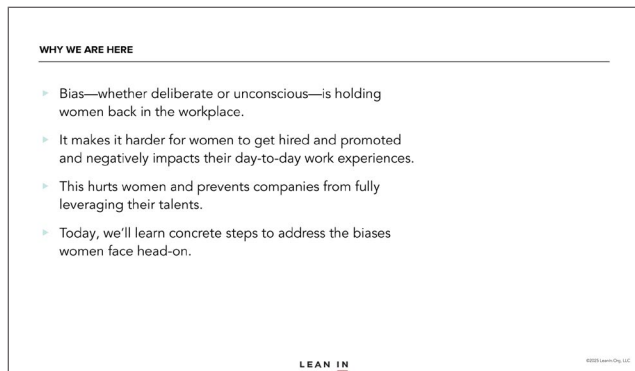 WHY WE ARE HERE
Bias—whether deliberate or unconscious—is holding
women back in the workplace.
It makes it harder for women to get hired and promoted
and negatively impacts their day-to-day work experiences.
This hurts women and prevents companies from fully
leveraging their talents.
Today, we’ll learn concrete steps to address the biases
women face head-on.
LEAN IN
©2025 LeanIn.Org, LLC